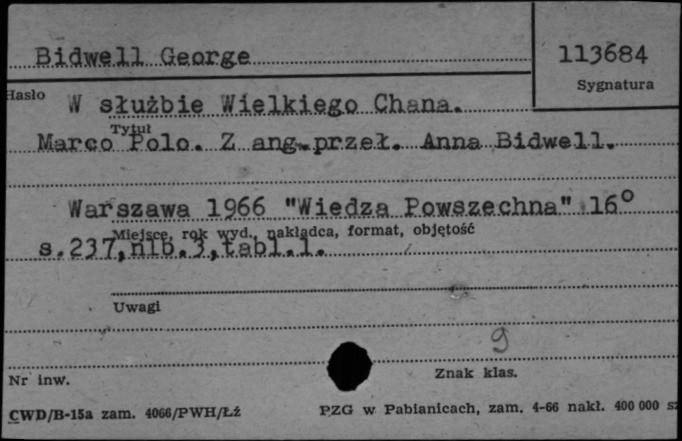 Bidwell George
113684
Sygnatura
Hasło
W służbie Wielkiego Chana.
Tytuł
Marco Polo. Z ang.przeł. Anna Bidwell.
Warszawa 1966 "Wiedza Powszechna" 16°
Miejsce, rok wyd., nakładca, format, objętość
s.237,nlb.3,tabl.1.
Uwagi
9
Nr inw.
Znak klas.
CWD/B-15a zam. 4066/PWH/Łź
PZG w Pabianicach, zam. 4-66 nakł. 400 000 sz